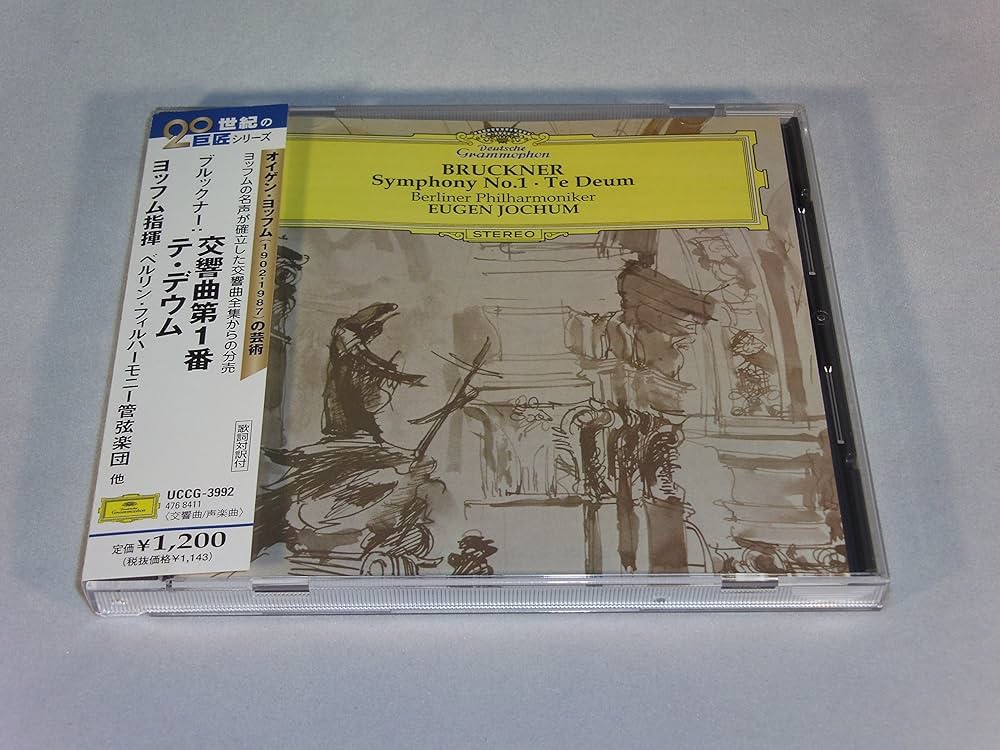 20世紀の
巨匠シリーズ
オイゲン・ヨッフム(1902-1987)の芸術
ヨッフムの名声が確立した交響曲全集からの分売
ブルックナー:交響曲第1番
テ・デウム
ヨッフム指揮 ベルリン・フィルハーモニー管弦楽団 他
歌詞対訳付
Deutsche
Grammophon
UCCG-3992
476 8411
〈交響曲/声楽曲〉
定価¥1,200
(税抜価格¥1,143)
Deutsche
Grammophon
BRUCKNER
Symphony No.1 · Te Deum
Berliner Philharmoniker
EUGEN JOCHUM
STEREO